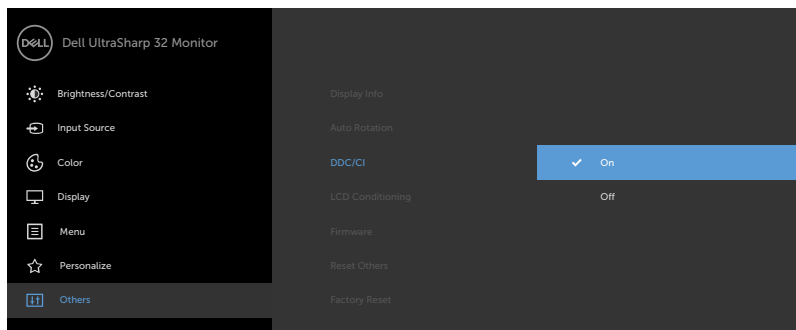 DELL
Dell UltraSharp 32 Monitor
Brightness/Contrast
Input Source
Color
Display
Menu
Personalize
Others
Display Info
Auto Rotation
DDC/CI
LCD Conditioning
Firmware
Reset Others
Factory Reset
On
Off